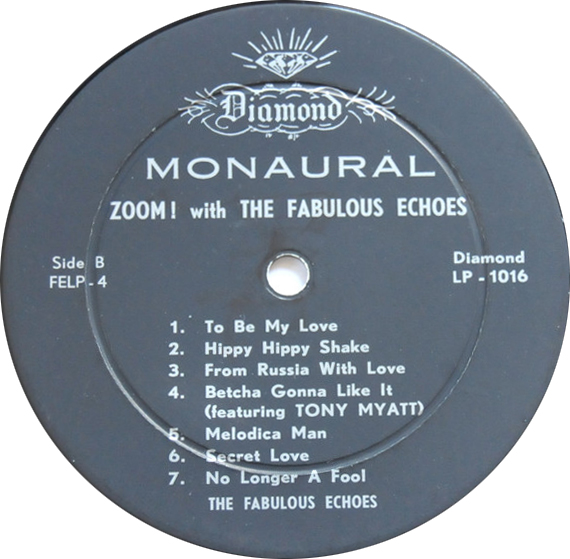 Diamond
MONAURAL
ZOOM! with THE FABULOUS ECHOES
Side B
FELP-4
Diamond
LP-1016
1. To Be My Love
2. Hippy Hippy Shake
3. From Russia With Love
4. Betcha Gonna Like It
(featuring TONY MYATT)
5. Melodica Man
6. Secret Love
7. No Longer A Fool
THE FABULOUS ECHOES